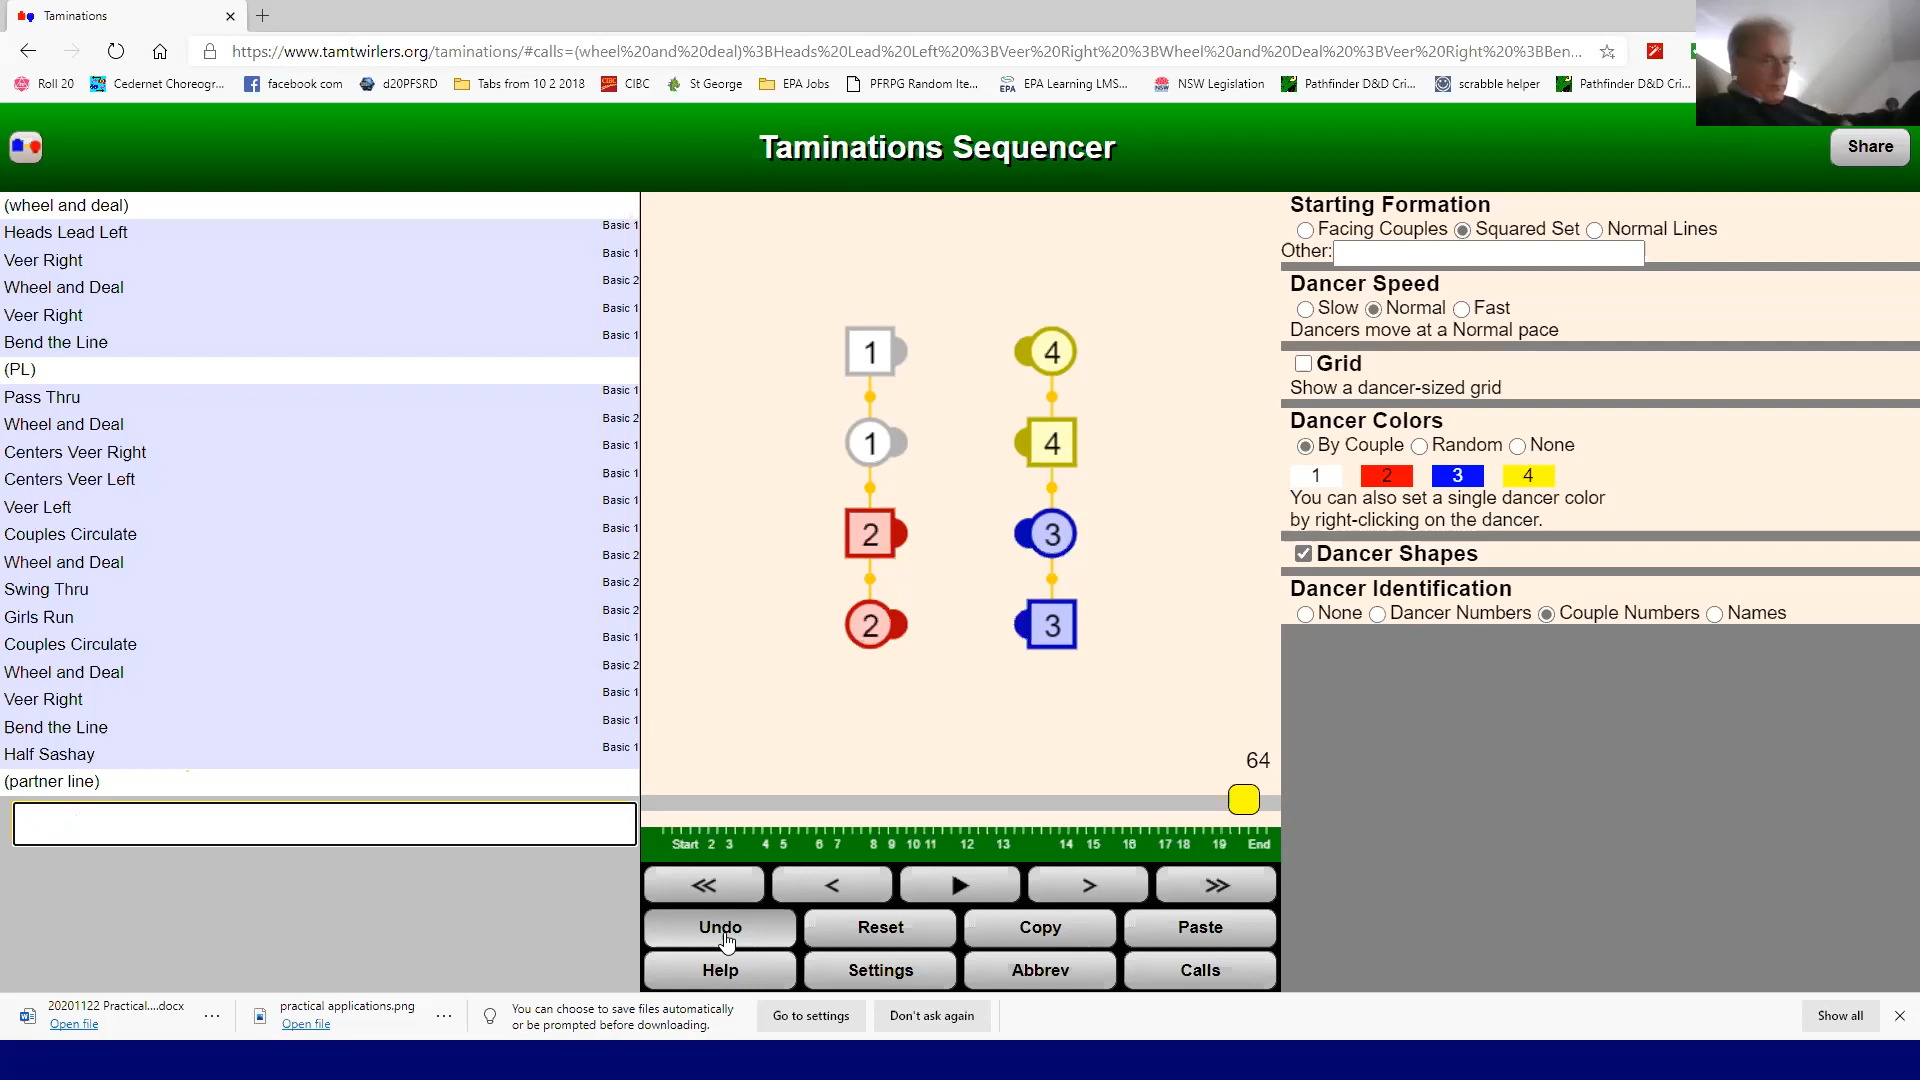 Taminations
https://www.tamtwirlers.org/taminations/#calls=(wheel%20and%20deal)%3BHeads%20Lead%20Left%20%3BVeer%20Right%20%3BWheel%20and%20Deal%20%3BVeer%20Right%20%3BBen...
Roll 20
Cedernet Choreogr...
facebook.com
d20PFSRD
Tabs from 10 2 2018
CIBC
St George
EPA Jobs
PFRPG Random Ite...
EPA Learning LMS...
NSW Legislation
Pathfinder D&D Cri...
scrabble helper
Pathfinder D&D Cri...
Taminations Sequencer
Share
(wheel and deal)
Heads Lead Left Basic 1
Veer Right Basic 1
Wheel and Deal Basic 2
Veer Right Basic 1
Bend the Line Basic 1
(PL)
Pass Thru Basic 1
Wheel and Deal Basic 2
Centers Veer Right Basic 1
Centers Veer Left Basic 1
Veer Left Basic 1
Couples Circulate Basic 1
Wheel and Deal Basic 2
Swing Thru Basic 2
Girls Run Basic 2
Couples Circulate Basic 1
Wheel and Deal Basic 2
Veer Right Basic 1
Bend the Line Basic 1
Half Sashay Basic 1
(partner line)
1 4
1 4
2 3
2 3
64
Start 2 3 4 5 6 7 8 9 10 11 12 13 14 15 16 17 18 19 End
<< < > >>
Undo Reset Copy Paste
Help Settings Abbrev Calls
Starting Formation
Facing Couples Squared Set Normal Lines
Other:
Dancer Speed
Slow Normal Fast
Dancers move at a Normal pace
Grid
Show a dancer-sized grid
Dancer Colors
By Couple Random None
1 2 3 4
You can also set a single dancer color
by right-clicking on the dancer.
Dancer Shapes
Dancer Identification
None Dancer Numbers Couple Numbers Names
20201122 Practical....docx
Open file
practical applications.png
Open file
You can choose to save files automatically
or be prompted before downloading.
Go to settings
Don't ask again
Show all